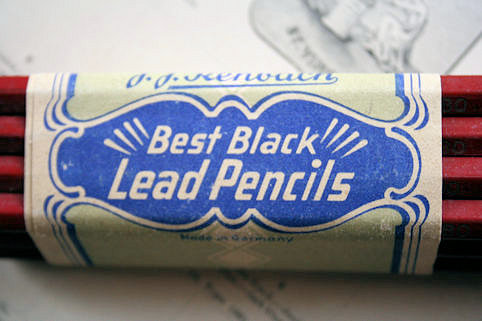 J. J. Rehbach
Best Black
Lead Pencils
Made in Germany